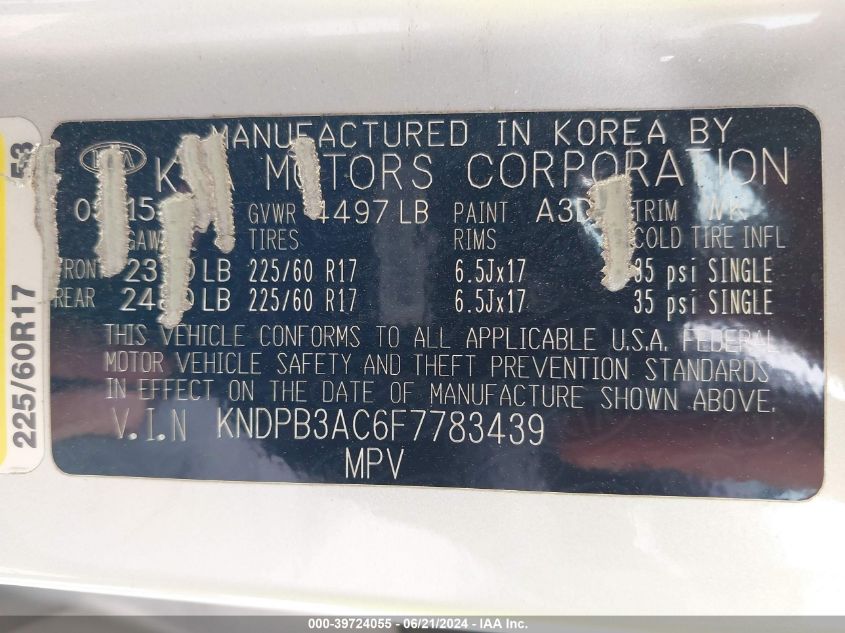 MANUFACTURED IN KOREA BY
KIA MOTORS CORPORATION
GVWR 4497 LB PAINT TRIM
TIRES RIMS COLD TIRE INFL
FRONT LB 225/60 R17 6.5Jx17 35 psi SINGLE
REAR LB 225/60 R17 6.5Jx17 35 psi SINGLE
THIS VEHICLE CONFORMS TO ALL APPLICABLE U.S.A. FEDERAL
MOTOR VEHICLE SAFETY AND THEFT PREVENTION STANDARDS
IN EFFECT ON THE DATE OF MANUFACTURE SHOWN ABOVE.
V.I.N KNDPB3AC6F7783439
MPV
225/60R17
000-39724055 - 06/21/2024 - IAA Inc.